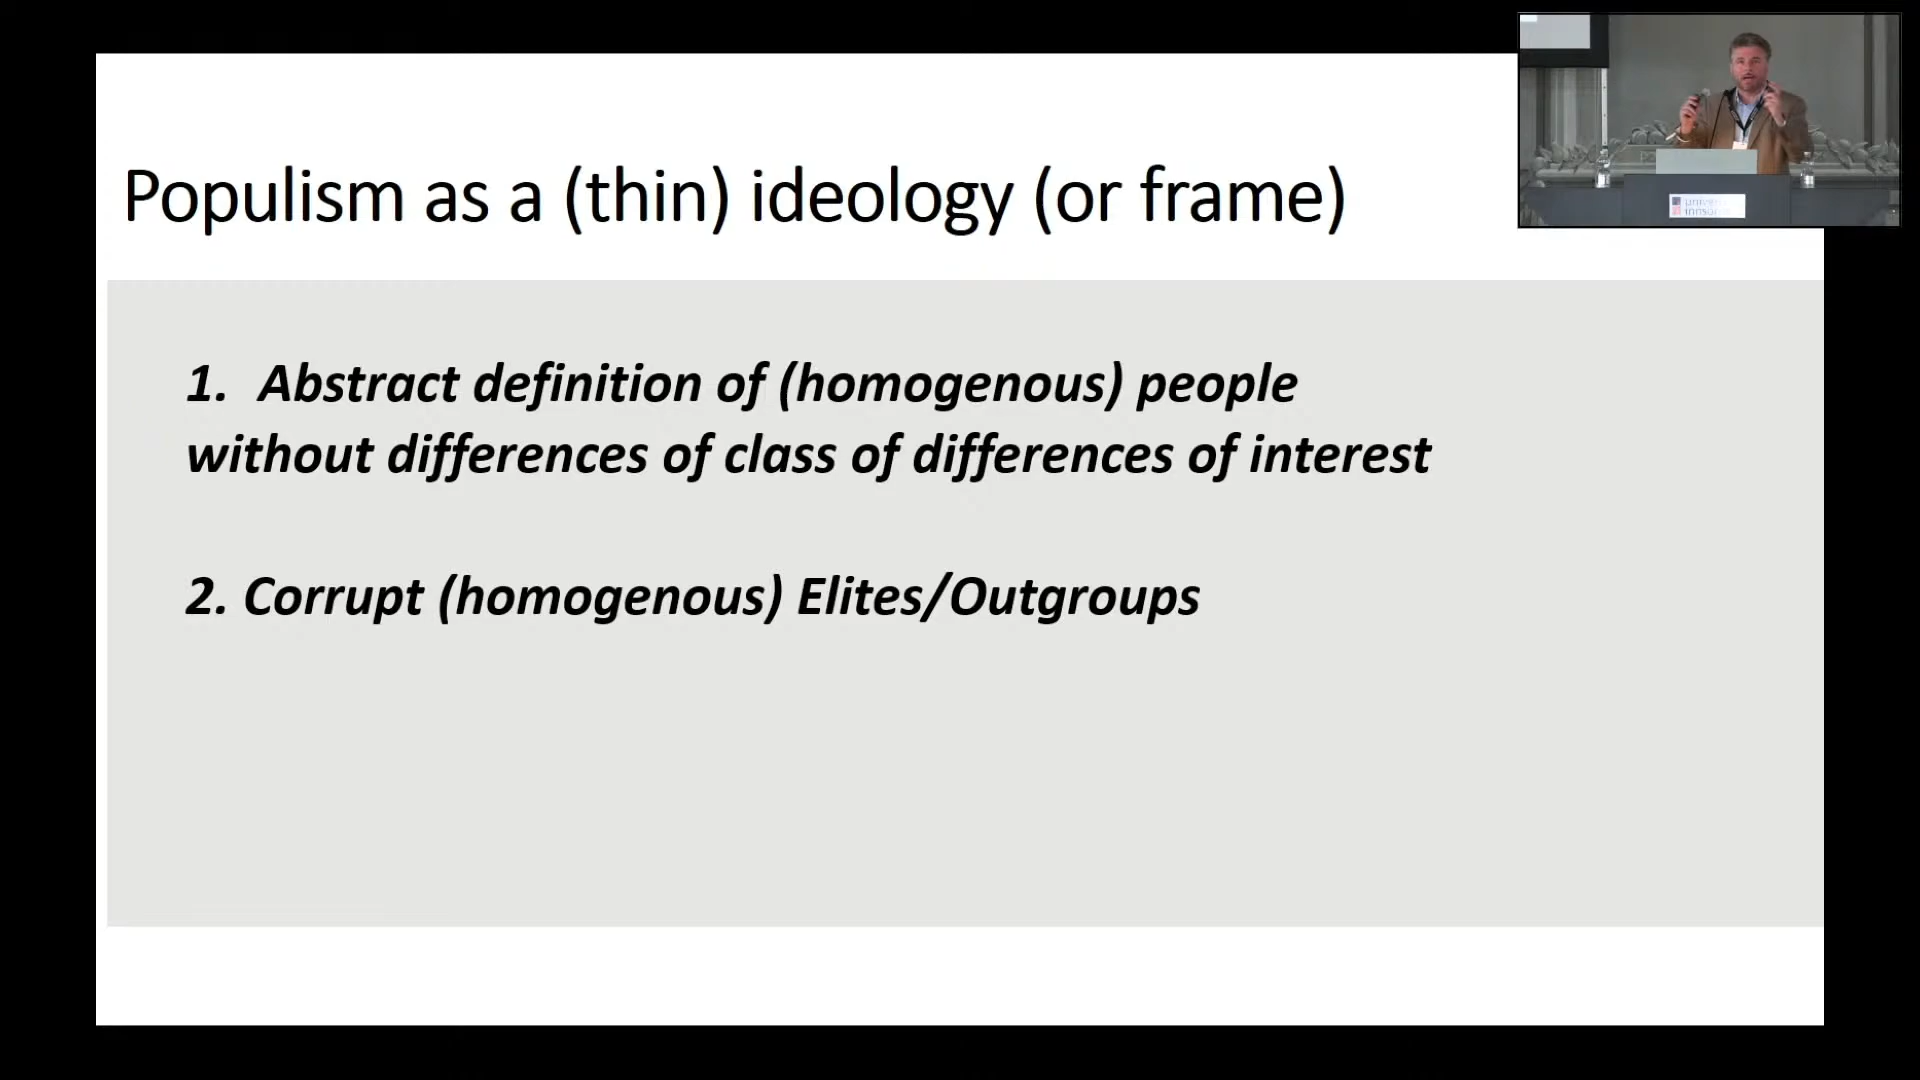 Populism as a (thin) ideology (or frame)
1. Abstract definition of (homogenous) people
without differences of class of differences of interest
2. Corrupt (homogenous) Elites/Outgroups